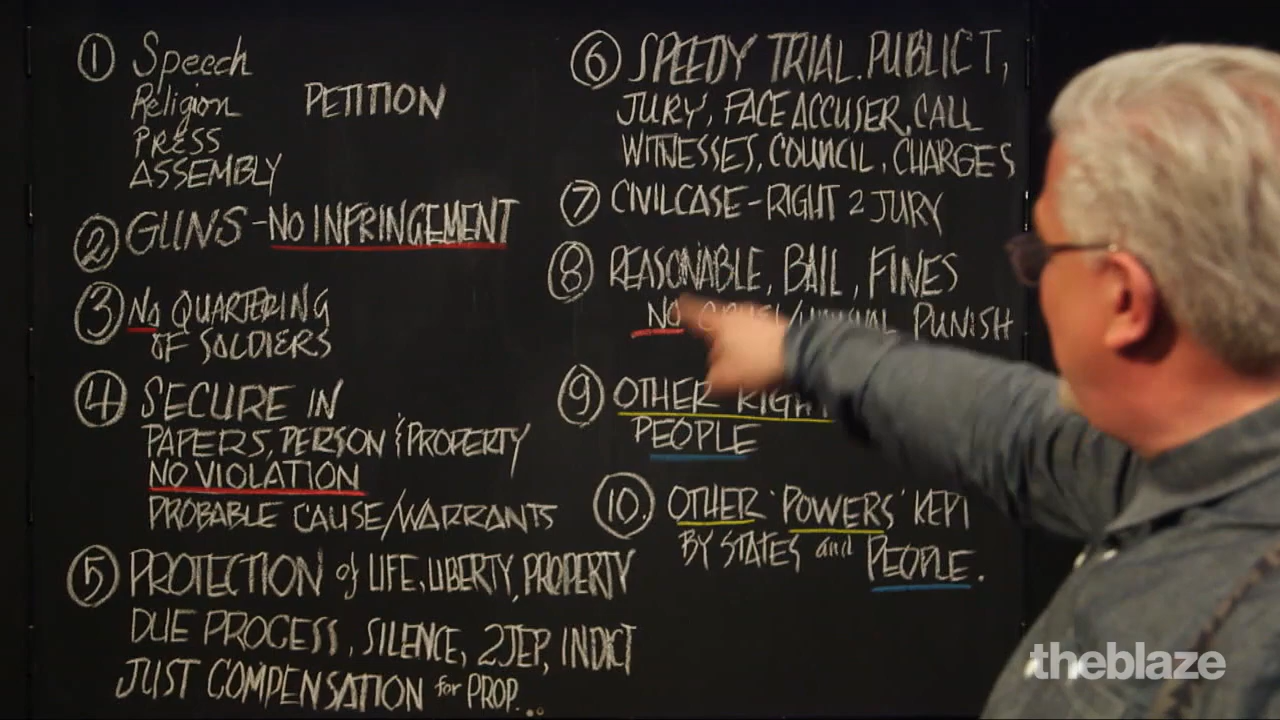 ① Speech
Religion
PRESS
ASSEMBLY
PETITION
② GUNS - NO INFRINGEMENT
③ NO QUARTERING
OF SOLDIERS
④ SECURE IN
PAPERS, PERSON & PROPERTY
NO VIOLATION
PROBABLE CAUSE/WARRANTS
⑤ PROTECTION of LIFE, LIBERTY, PROPERTY
DUE PROCESS, SILENCE, 2JEP, INDICT
JUST COMPENSATION for PROP...
⑥ SPEEDY TRIAL. PUBLIC T,
JURY, FACE ACCUSER, CALL
WITNESSES, COUNCIL, CHARGES
⑦ CIVIL CASE - RIGHT 2 JURY
⑧ REASONABLE, BAIL, FINES
NO /UNUSUAL PUNISH
⑨ OTHER RIGHT
PEOPLE
⑩ OTHER 'POWERS' KEPT
BY STATES and PEOPLE.
theblaze